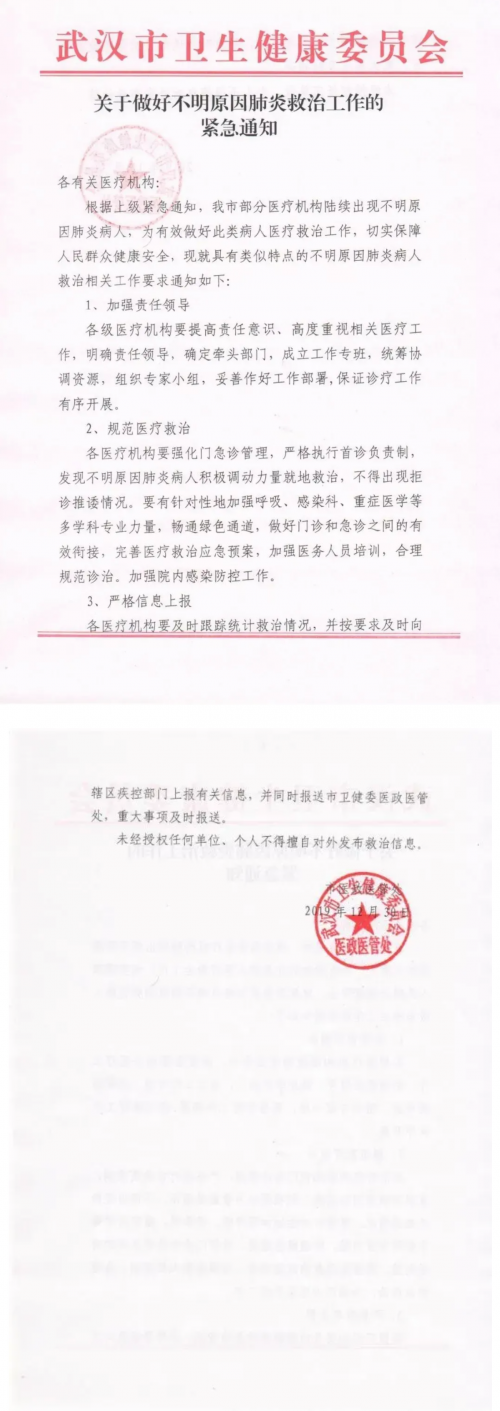 武汉市卫生健康委员会
关于做好不明原因肺炎救治工作的
紧急通知
各有关医疗机构:
根据上级紧急通知，我市部分医疗机构陆续出现不明原
因肺炎病人，为有效做好此类病人医疗救治工作，切实保障
人民群众健康安全，现就具有类似特点的不明原因肺炎病人
救治相关工作要求通知如下:
1、加强责任领导
各级医疗机构要提高责任意识、高度重视相关医疗工
作，明确责任领导，确定牵头部门，成立工作专班，统筹协
调资源，组织专家小组，妥善作好工作部署,保证诊疗工作
有序开展。
2、规范医疗救治
各医疗机构要强化门急诊管理，严格执行首诊负责制，
发现不明原因肺炎病人积极调动力量就地救治，不得出现拒
诊推诿情况。要有针对性地加强呼吸、感染科、重症医学等
多学科专业力量，畅通绿色通道，做好门诊和急诊之间的有
效衔接，完善医疗救治应急预案，加强医务人员培训，合理
规范诊治。加强院内感染防控工作。
3、严格信息上报
各医疗机构要及时跟踪统计救治情况，并按要求及时向
辖区疾控部门上报有关信息，并同时报送市卫健委医政医管
处，重大事项及时报送。
未经授权任何单位、个人不得擅自对外发布救治信息。
市医政医管处
2019年12月30日
武汉市卫生健康委员会
医政医管处